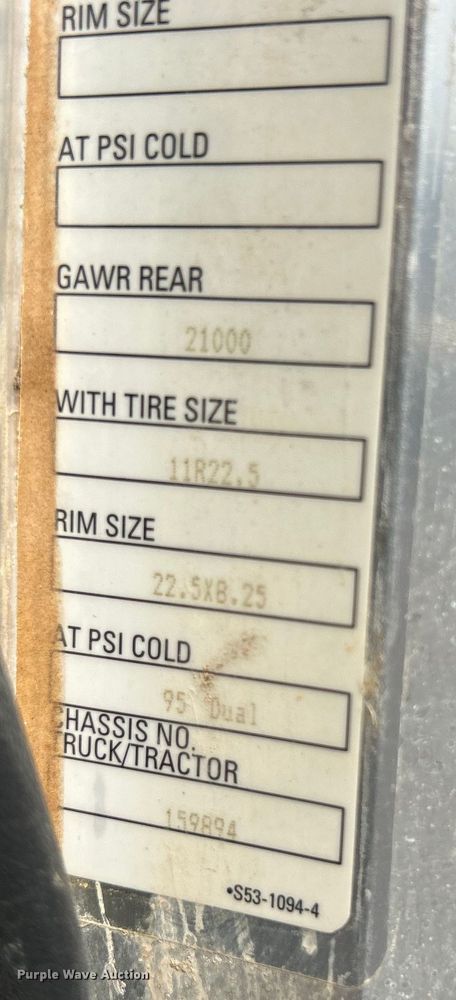 RIM SIZE
AT PSI COLD
GAWR REAR
21000
WITH TIRE SIZE
11R22.5
RIM SIZE
22.5X8.25
AT PSI COLD
95 Dual
CHASSIS NO.
TRUCK/TRACTOR
159894
•S53-1094-4
Purple Wave Auction